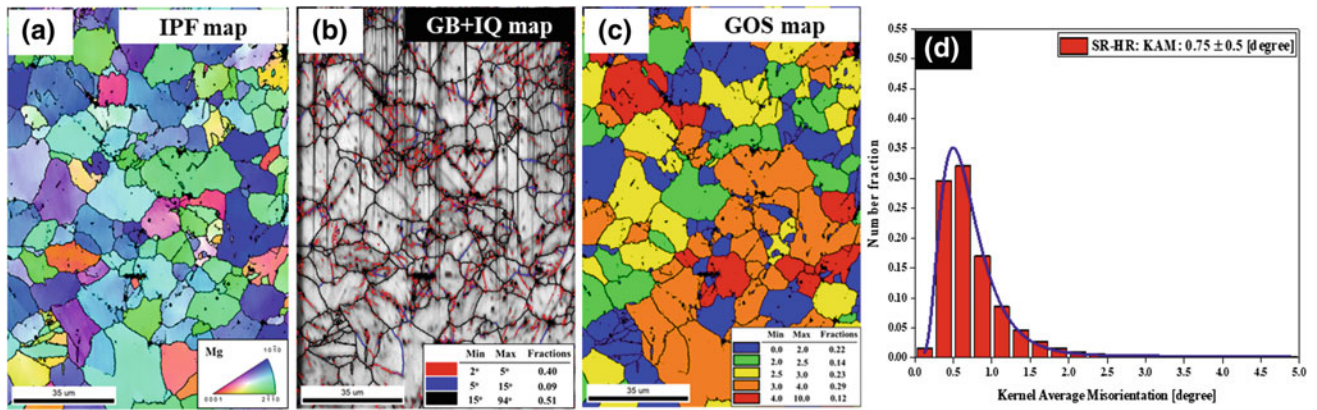 (a)
IPF map
Mg
10Ī0
0001
2ĪĪ0
35 um
(b)
GB+IQ map
Min Max Fractions
2° 5° 0.40
5° 15° 0.09
15° 94° 0.51
35 um
(c)
GOS map
Min Max Fractions
0.0 2.0 0.22
2.0 2.5 0.14
2.5 3.0 0.23
3.0 4.0 0.29
4.0 10.0 0.12
35 um
(d)
SR-HR: KAM: 0.75 ± 0.5 [degree]
Number fraction
0.55
0.50
0.45
0.40
0.35
0.30
0.25
0.20
0.15
0.10
0.05
0.00
0.0 0.5 1.0 1.5 2.0 2.5 3.0 3.5 4.0 4.5 5.0
Kernel Average Misorientation [degree]